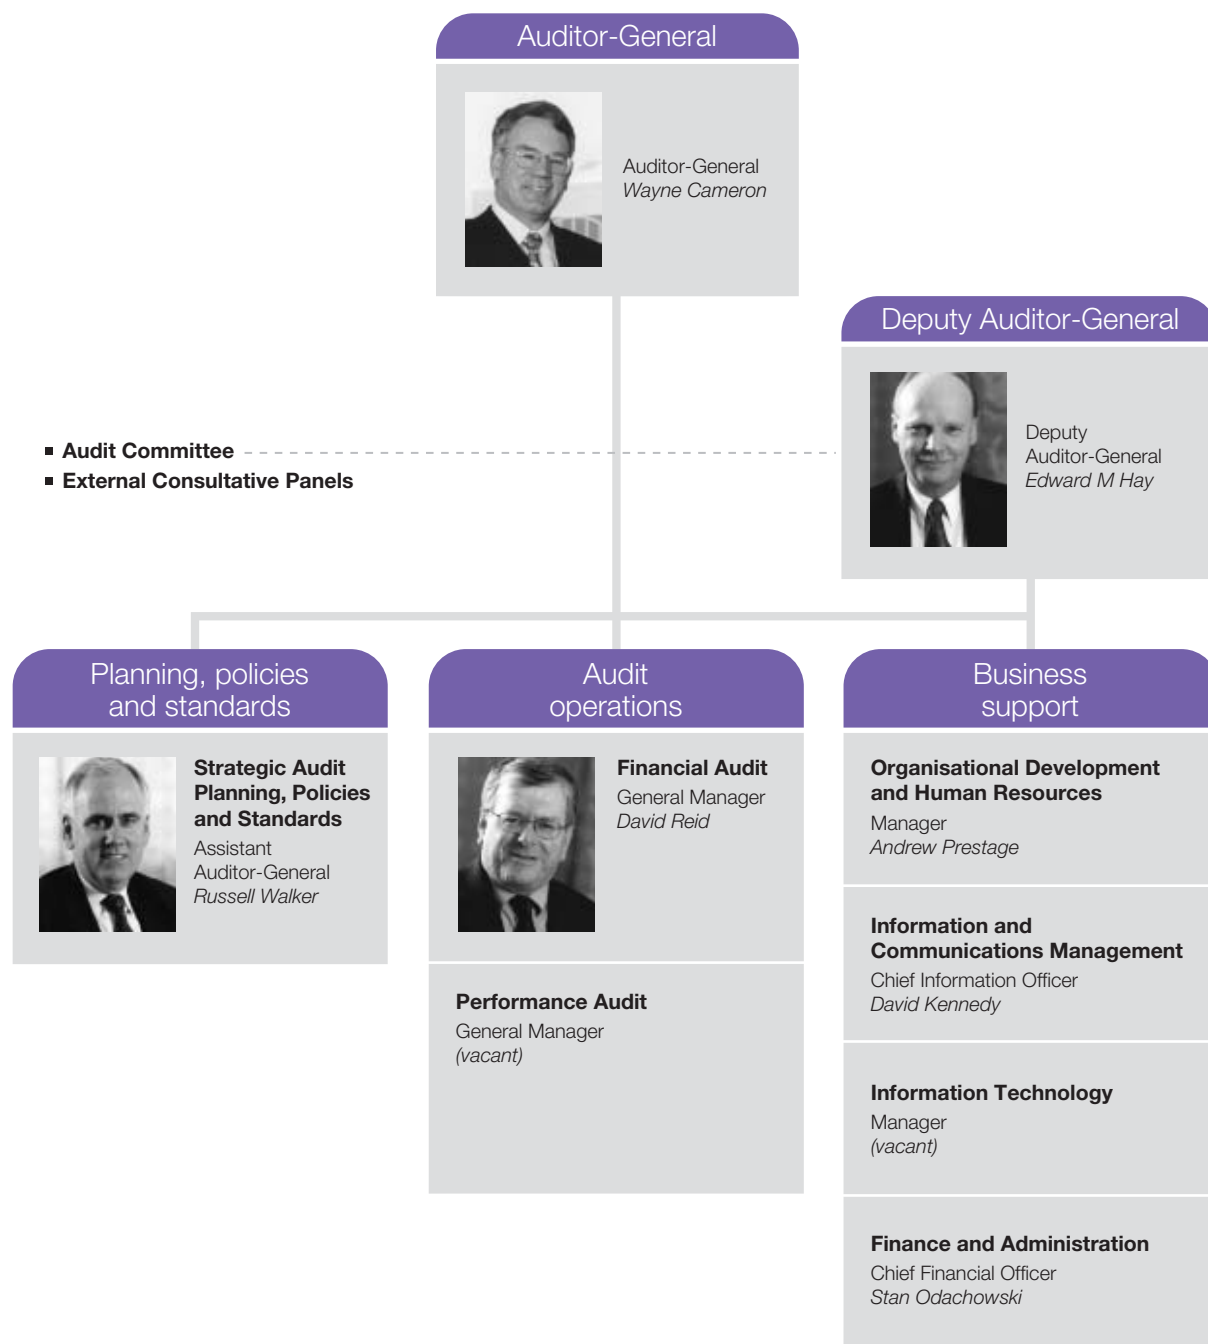 Auditor-General
Auditor-General
Wayne Cameron
Deputy Auditor-General
Deputy
Auditor-General
Edward M Hay
▪ Audit Committee
▪ External Consultative Panels
Planning, policies
and standards
Strategic Audit
Planning, Policies
and Standards
Assistant
Auditor-General
Russell Walker
Audit
operations
Financial Audit
General Manager
David Reid
Performance Audit
General Manager
(vacant)
Business
support
Organisational Development
and Human Resources
Manager
Andrew Prestage
Information and
Communications Management
Chief Information Officer
David Kennedy
Information Technology
Manager
(vacant)
Finance and Administration
Chief Financial Officer
Stan Odachowski